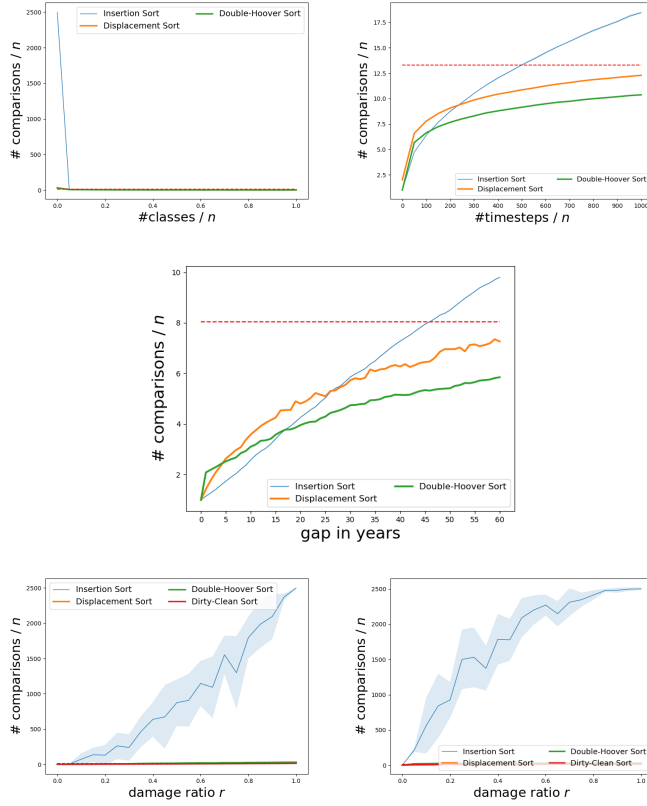 2500
2000
1500
1000
500
0
# comparisons / n
Insertion Sort
Displacement Sort
Double-Hoover Sort
0.0 0.2 0.4 0.6 0.8 1.0
#classes / n
17.5
15.0
12.5
10.0
7.5
5.0
2.5
# comparisons / n
Insertion Sort
Displacement Sort
Double-Hoover Sort
0 100 200 300 400 500 600 700 800 900 1000
#timesteps / n
10
8
6
4
2
# comparisons / n
Insertion Sort
Displacement Sort
Double-Hoover Sort
0 5 10 15 20 25 30 35 40 45 50 55 60
gap in years
2500
2000
1500
1000
500
0
# comparisons / n
Insertion Sort
Displacement Sort
Double-Hoover Sort
Dirty-Clean Sort
0.0 0.2 0.4 0.6 0.8 1.0
damage ratio r
2500
2000
1500
1000
500
0
# comparisons / n
Insertion Sort
Displacement Sort
Double-Hoover Sort
Dirty-Clean Sort
0.0 0.2 0.4 0.6 0.8 1.0
damage ratio r